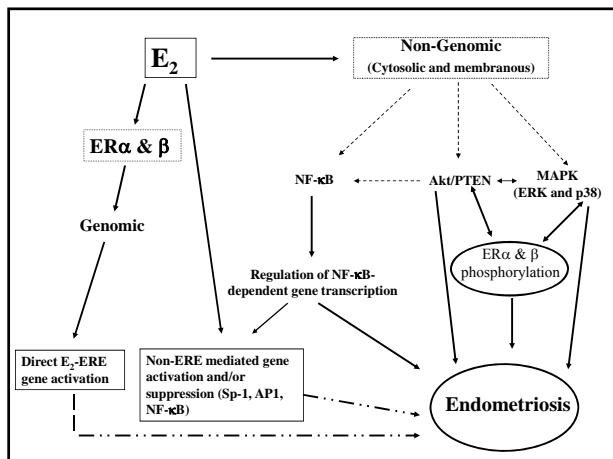 E₂
Non-Genomic
(Cytosolic and membranous)
ERα & β
NF-κB
Akt/PTEN
MAPK
(ERK and p38)
Genomic
ERα & β
phosphorylation
Regulation of NF-κB-
dependent gene transcription
Direct E₂-ERE
gene activation
Non-ERE mediated gene
activation and/or
suppression (Sp-1, AP1,
NF-κB)
Endometriosis